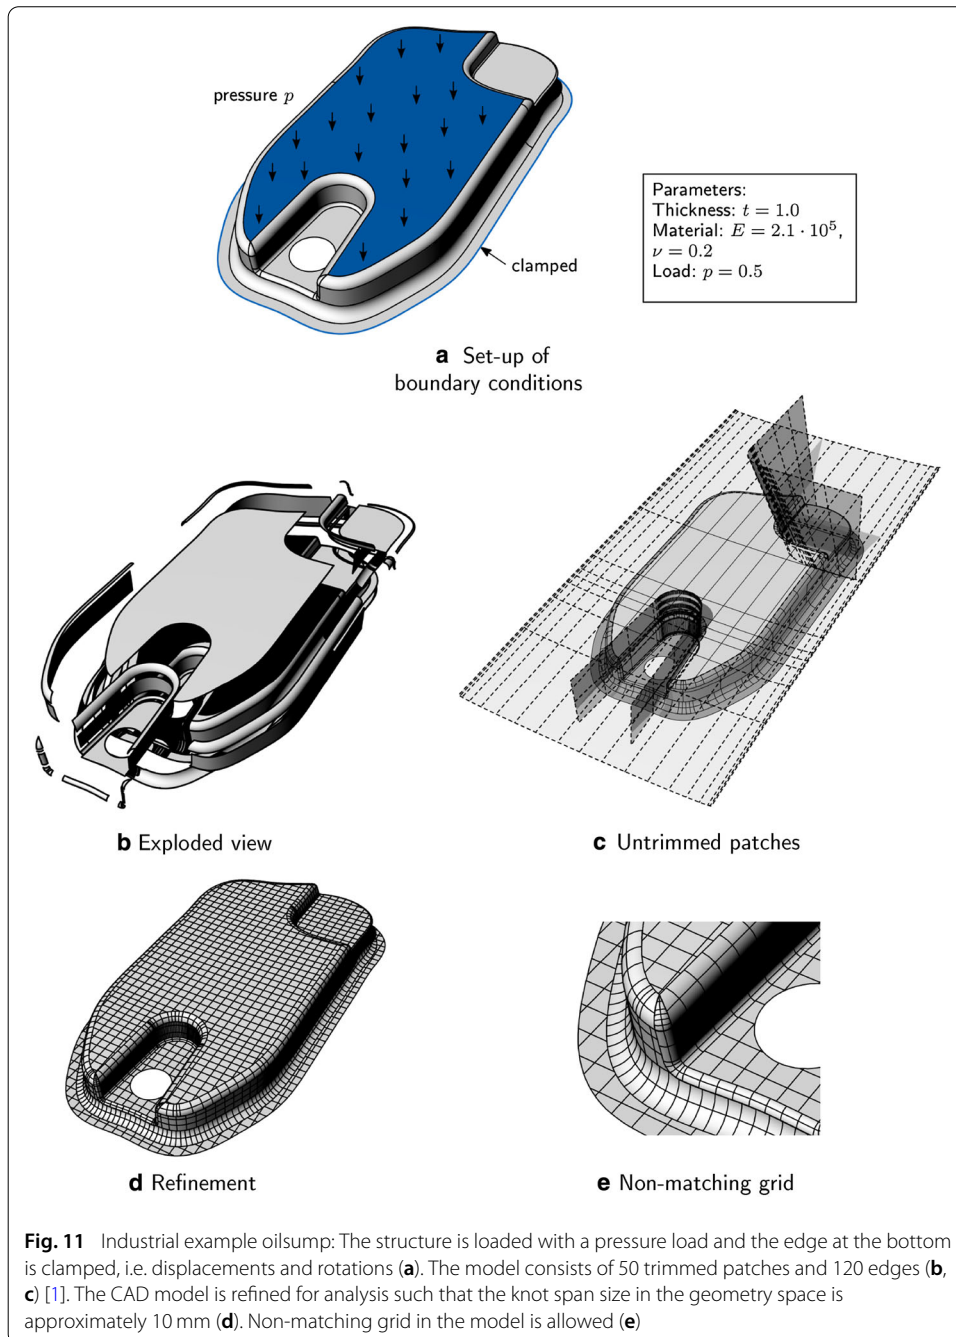 pressure p
Parameters:
Thickness: t = 1.0
Material: E = 2.1 · 10⁵,
ν = 0.2
Load: p = 0.5
clamped
a Set-up of
boundary conditions
b Exploded view
c Untrimmed patches
d Refinement
e Non-matching grid
Fig. 11 Industrial example oilsump: The structure is loaded with a pressure load and the edge at the bottom
is clamped, i.e. displacements and rotations (a). The model consists of 50 trimmed patches and 120 edges (b,
c) [1]. The CAD model is refined for analysis such that the knot span size in the geometry space is
approximately 10 mm (d). Non-matching grid in the model is allowed (e)